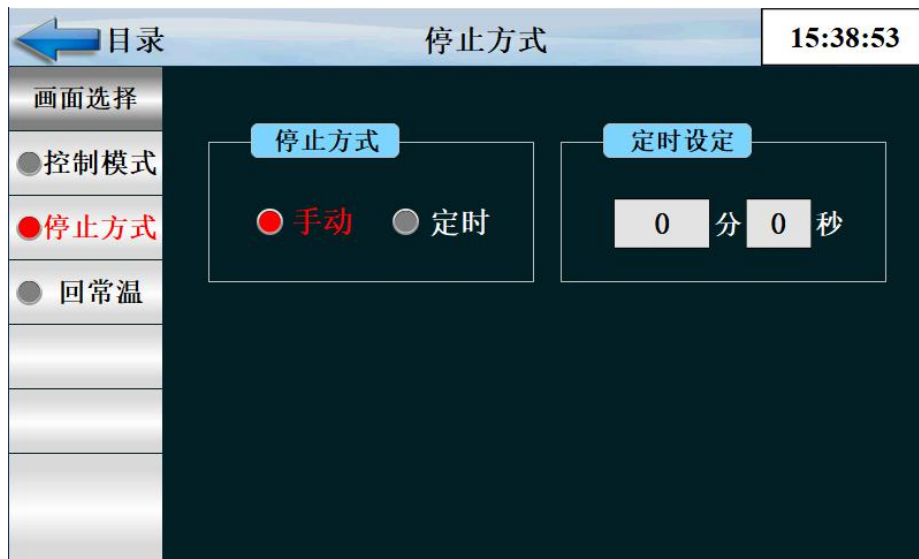 目录 停止方式 15:38:53
画面选择
控制模式
停止方式
回常温
停止方式
手动 定时
定时设定
0 分 0 秒